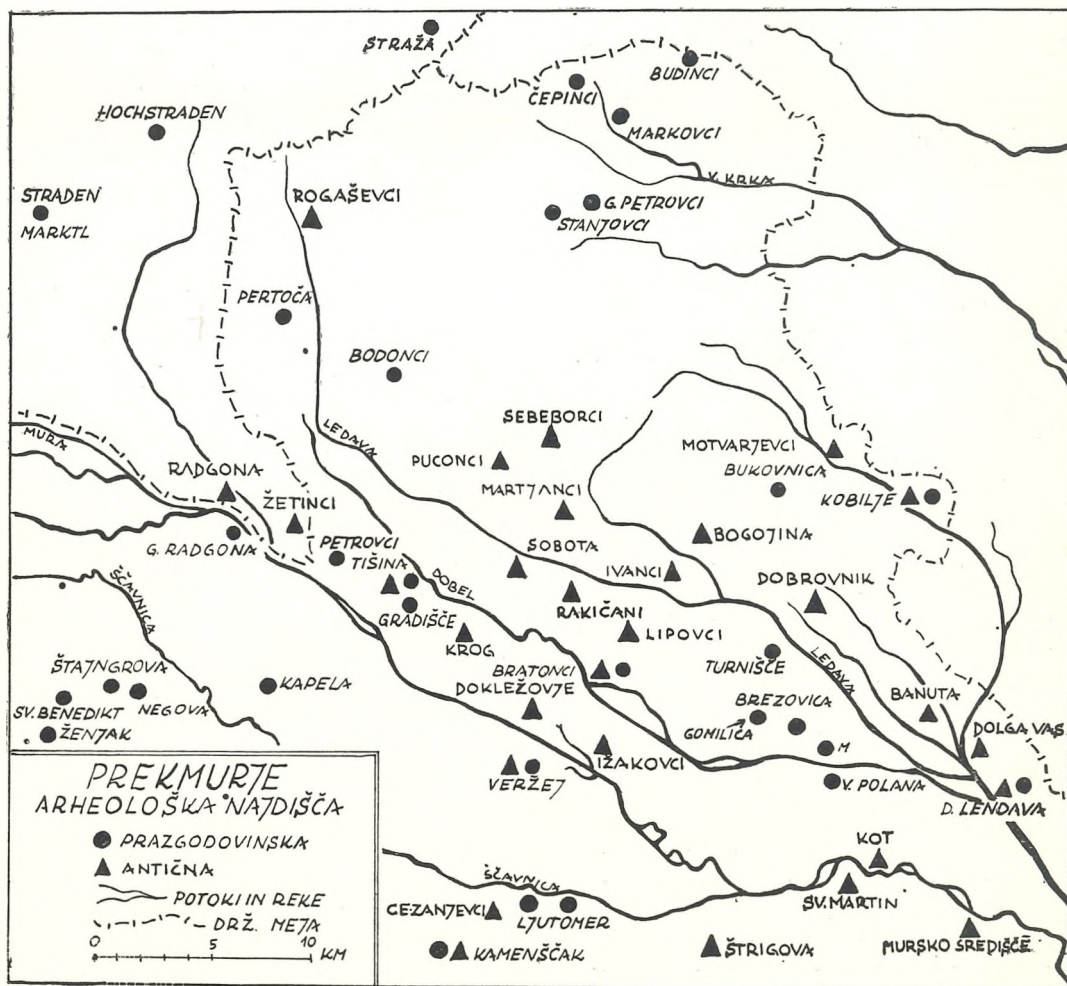 STRAŽA
BUDINCI
ČEPINCI
HOCHSTRADEN
MARKOVCI
V. KRKA
STRADEN
MARKTL
ROGAŠEVCI
G. PETROVCI
STANJOVCI
PERTOČA
BODONCI
SEBEBORCI
LEDAVA
MURA
PUCONCI
MOTVARJEVCI
BUKOVNICA
RADGONA
MARTJANCI
KOBILJE
ŽETINCI
G. RADGONA
PETROVCI
TIŠINA
SOBOTA
BOGOJINA
IVANCI
DOBEL
DOBROVNIK
ŠČAVNICA
GRADIŠČE
RAKIČANI
KROG
LIPOVCI
TURNIŠČE
LEDAVA
ŠTAJNGROVA
KAPELA
BRATONCI
DOKLEŽOVJE
BREZOVICA
BANUTA
SV. BENEDIKT
NEGOVA
GOMILICA
M
DOLGA VAS
ŽENJAK
IŽAKOVCI
VERŽEJ
V. POLANA
D. LENDAVA
KOT
ŠČAVNICA
CEZANJEVCI
LJUTOMER
SV. MARTIN
KAMENŠČAK
ŠTRIGOVA
MURSKO SREDIŠČE
PREKMURJE
ARHEOLOŠKA NAJDIŠČA
PRAZGODOVINSKA
ANTIČNA
POTOKI IN REKE
DRŽ. MEJA
0 5 10
KM